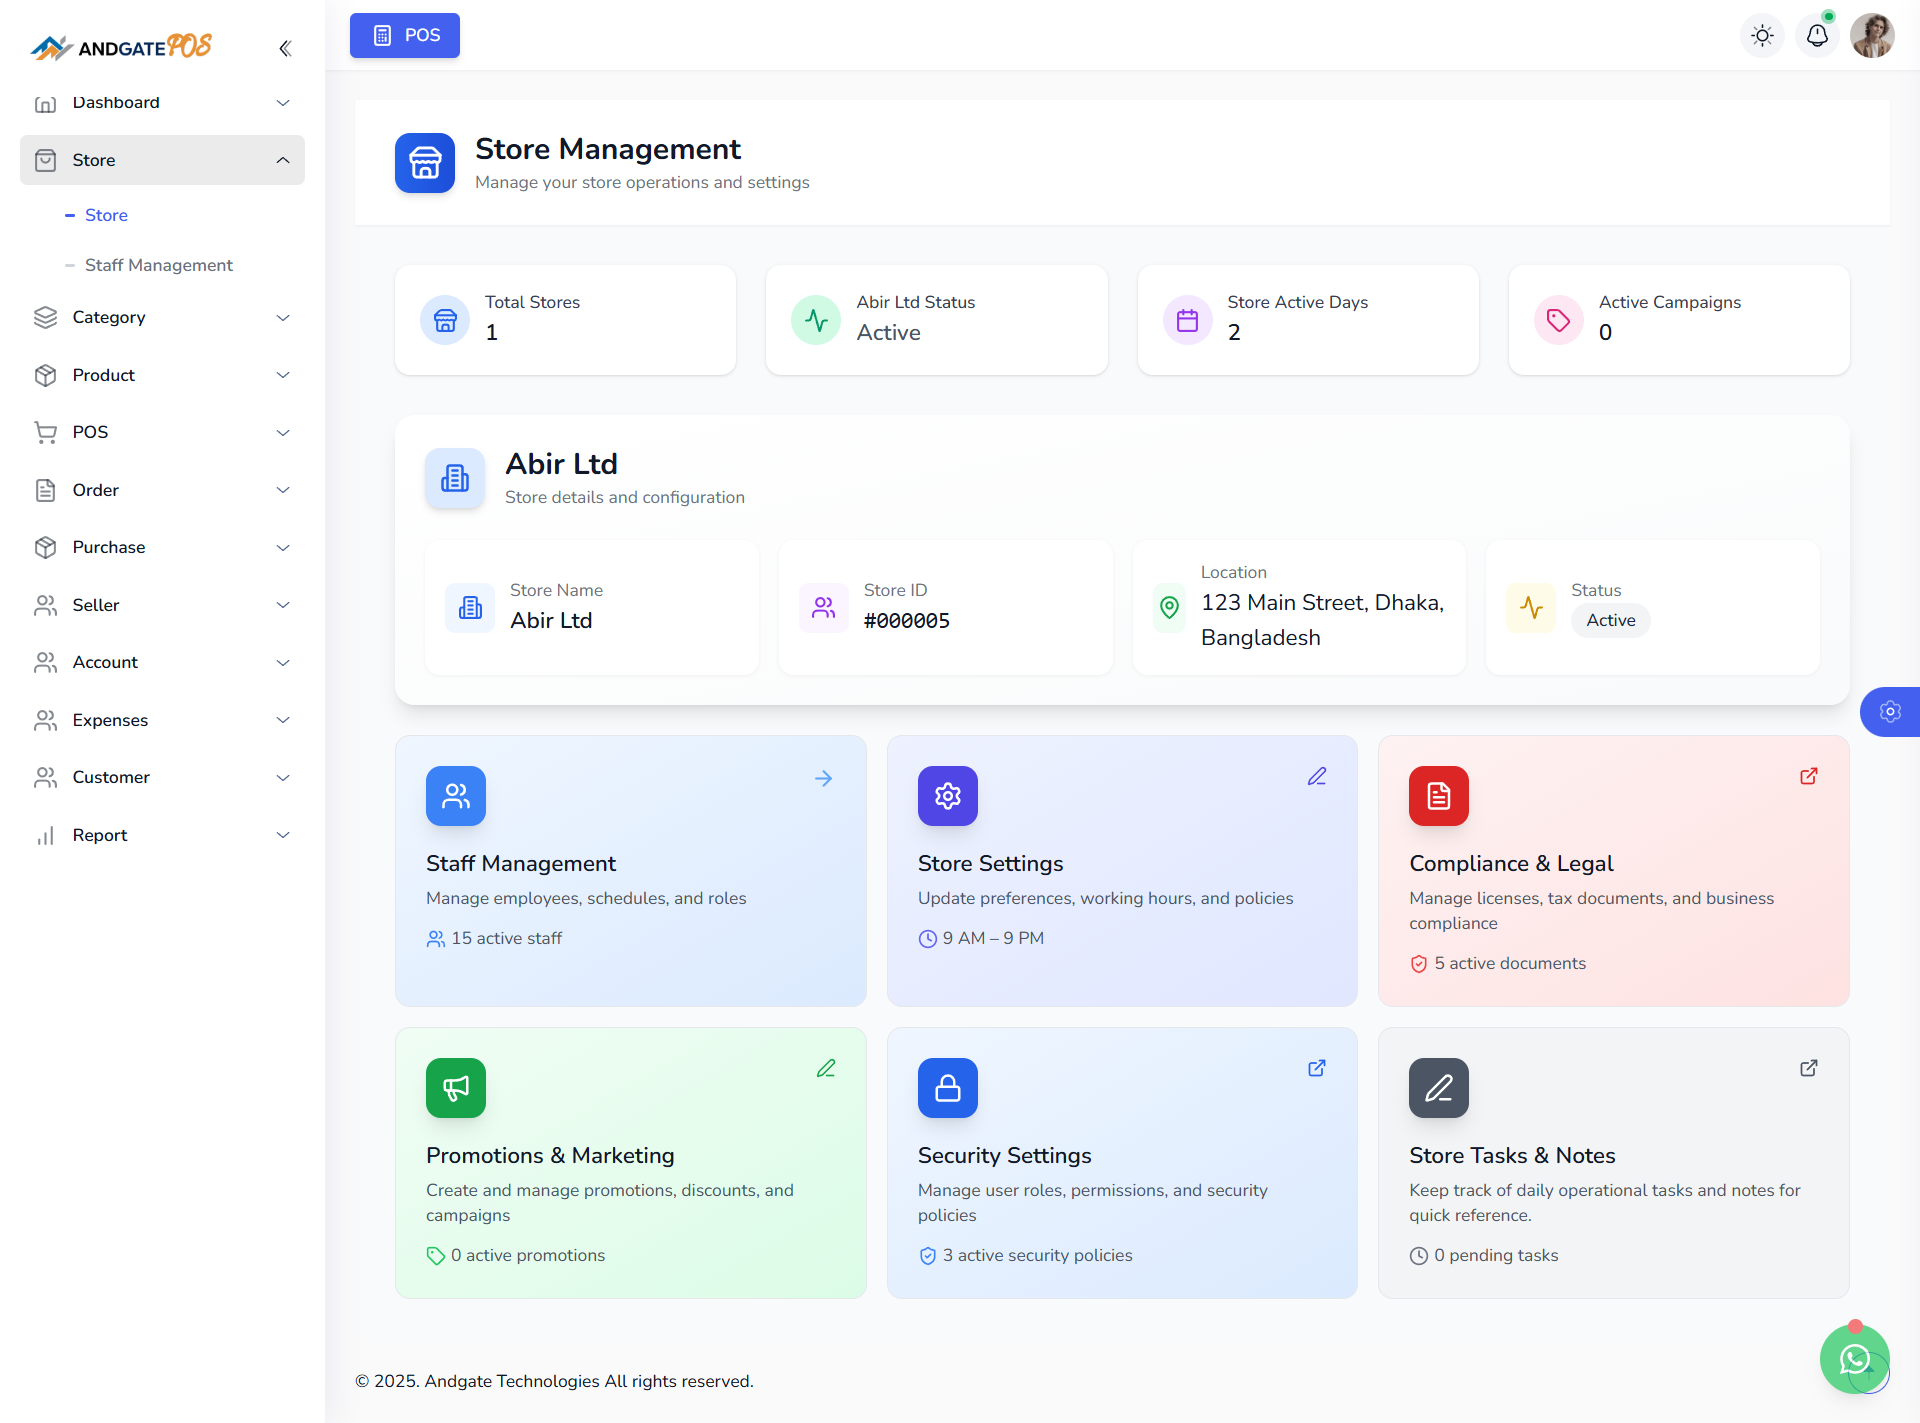 ANDGATE POS
POS
Dashboard
Store
Store
Staff Management
Category
Product
POS
Order
Purchase
Seller
Account
Expenses
Customer
Report
Store Management
Manage your store operations and settings
Total Stores
1
Abir Ltd Status
Active
Store Active Days
2
Active Campaigns
0
Abir Ltd
Store details and configuration
Store Name
Abir Ltd
Store ID
#000005
Location
123 Main Street, Dhaka,
Bangladesh
Status
Active
Staff Management
Manage employees, schedules, and roles
15 active staff
Store Settings
Update preferences, working hours, and policies
9 AM – 9 PM
Compliance & Legal
Manage licenses, tax documents, and business
compliance
5 active documents
Promotions & Marketing
Create and manage promotions, discounts, and
campaigns
0 active promotions
Security Settings
Manage user roles, permissions, and security
policies
3 active security policies
Store Tasks & Notes
Keep track of daily operational tasks and notes for
quick reference.
0 pending tasks
© 2025. Andgate Technologies All rights reserved.